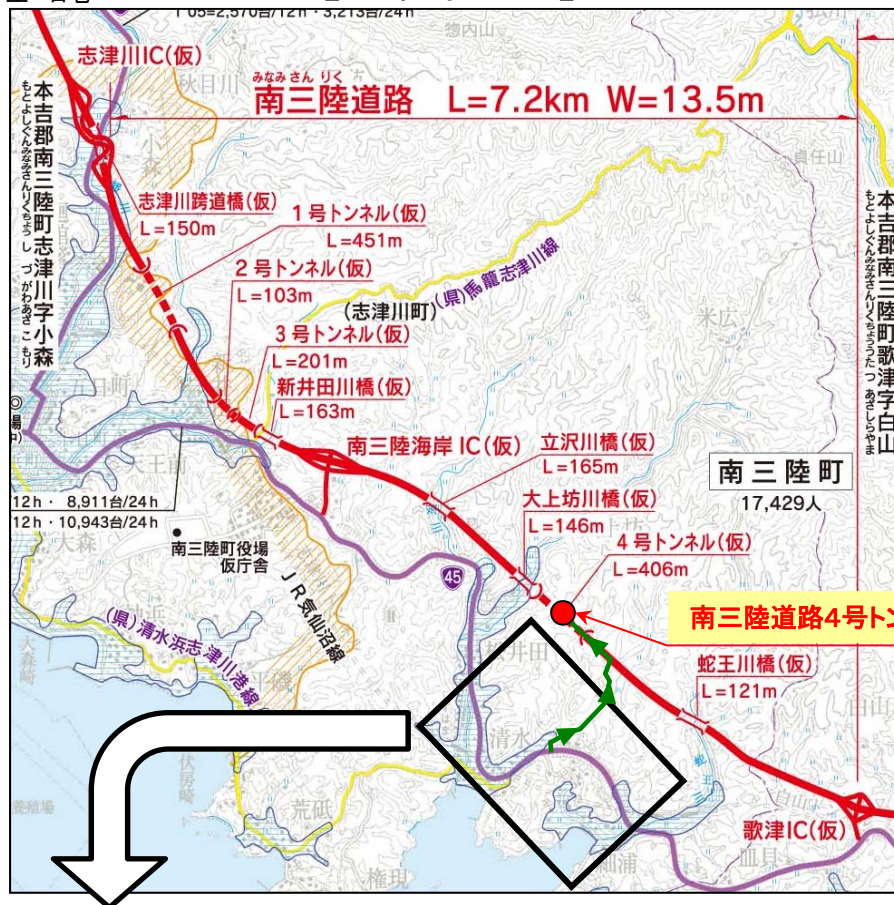 T05=2,570台/12h・3,213台/24h
惣内山
志津川IC(仮)
秋目川
みなみさんりく
南三陸道路 L=7.2km W=13.5m
本吉郡南三陸町志津川字小森
もとよしぐんみなみさんりくちょうしづがわあざこもり
小森
貞任山
志津川跨道橋(仮)
L=150m
1号トンネル(仮)
L=451m
本吉郡南三陸町歌津字白山
もとよしぐんみなみさんりくちょううたつあざしらやま
2号トンネル(仮)
L=103m
(志津川町)
(県)馬籠志津川線
米広
3号トンネル(仮)
L=201m
新井田川橋(仮)
L=163m
五日町
南三陸海岸 IC(仮)
立沢川橋(仮)
L=165m
南三陸町
17,429人
天王前
大上坊川橋(仮)
L=146m
12h・ 8,911台/24h
12h・10,943台/24h
大森
南三陸町役場
仮庁舎
4号トンネル(仮)
L=406m
45
JR気仙沼線
南三陸道路4号ト
(県)清水浜志津川港線
大森崎
平磯
蛇王川橋(仮)
L=121m
清水
伏房崎
養殖場
荒砥
歌津IC(仮)
細浦
皿貝
権現